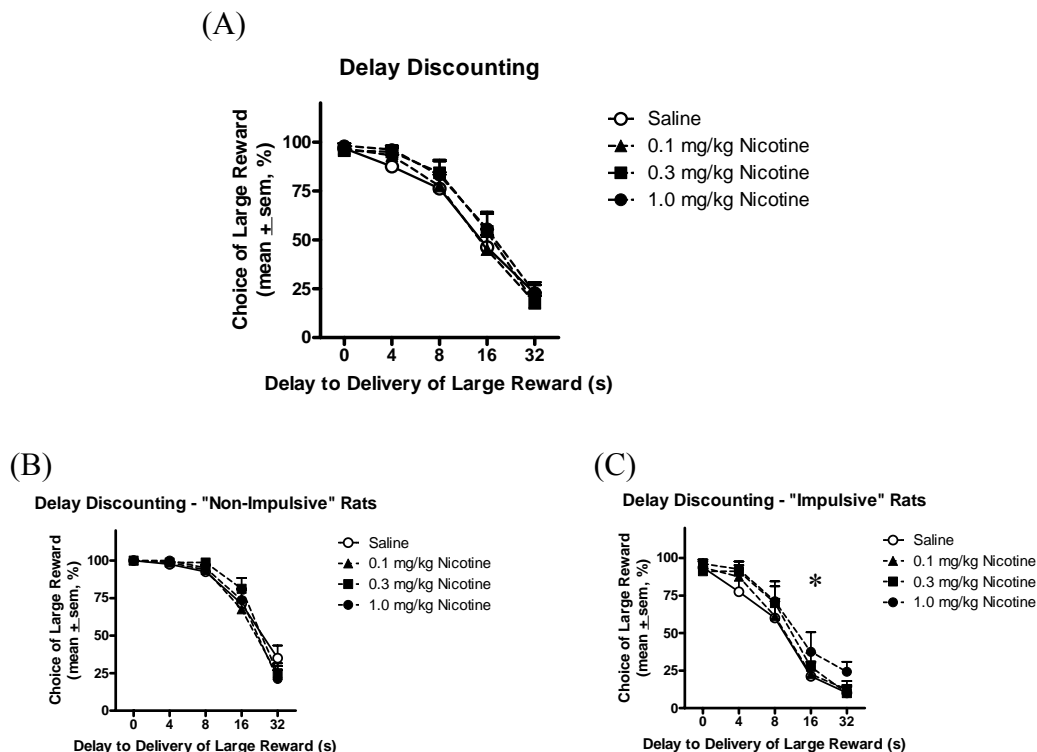 (A)
Delay Discounting
Choice of Large Reward
(mean ± sem, %)
100
75
50
25
0
0 4 8 16 32
Delay to Delivery of Large Reward (s)
Saline
0.1 mg/kg Nicotine
0.3 mg/kg Nicotine
1.0 mg/kg Nicotine
(B)
Delay Discounting - "Non-Impulsive" Rats
Choice of Large Reward
(mean ± sem, %)
100
75
50
25
0
0 4 8 16 32
Delay to Delivery of Large Reward (s)
Saline
0.1 mg/kg Nicotine
0.3 mg/kg Nicotine
1.0 mg/kg Nicotine
(C)
Delay Discounting - "Impulsive" Rats
Choice of Large Reward
(mean ± sem, %)
100
75
50
25
0
*
0 4 8 16 32
Delay to Delivery of Large Reward (s)
Saline
0.1 mg/kg Nicotine
0.3 mg/kg Nicotine
1.0 mg/kg Nicotine